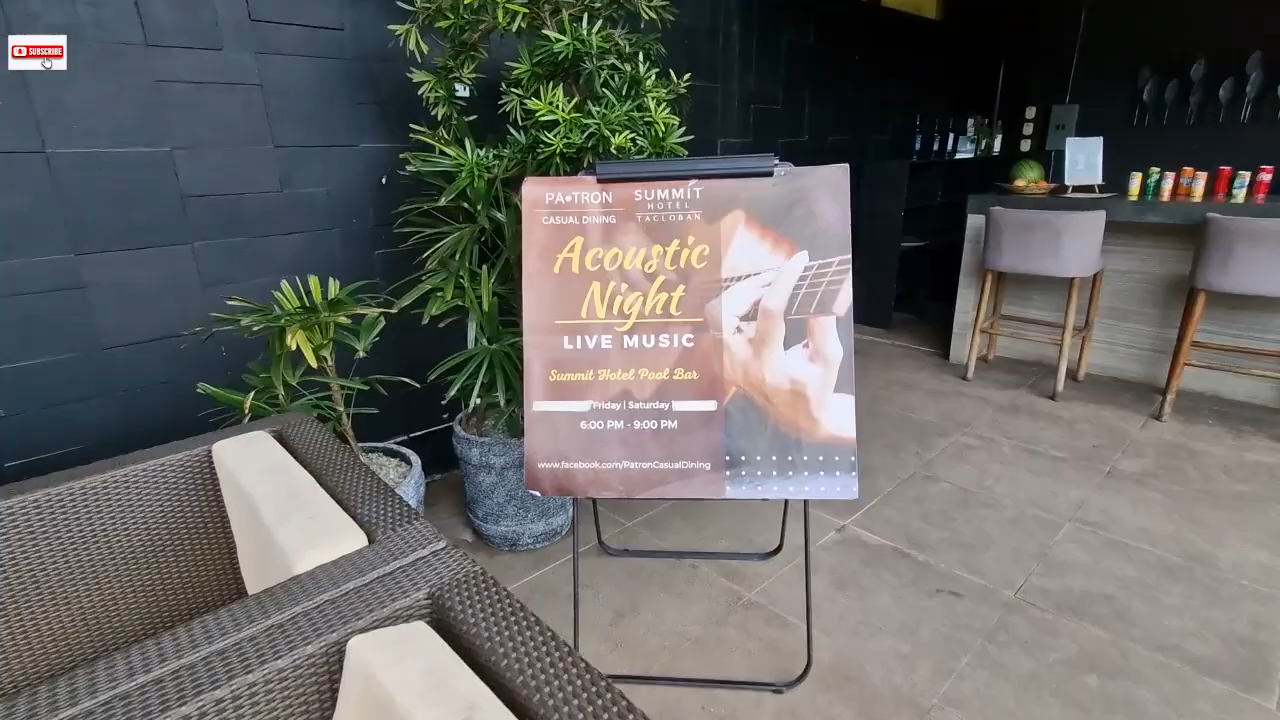 SUBSCRIBE
PA•TRON
CASUAL DINING
SUMMIT
HOTEL
TACLOBAN
Acoustic
Night
LIVE MUSIC
Summit Hotel Pool Bar
Friday | Saturday |
6:00 PM - 9:00 PM
www.facebook.com/PatronCasualDining